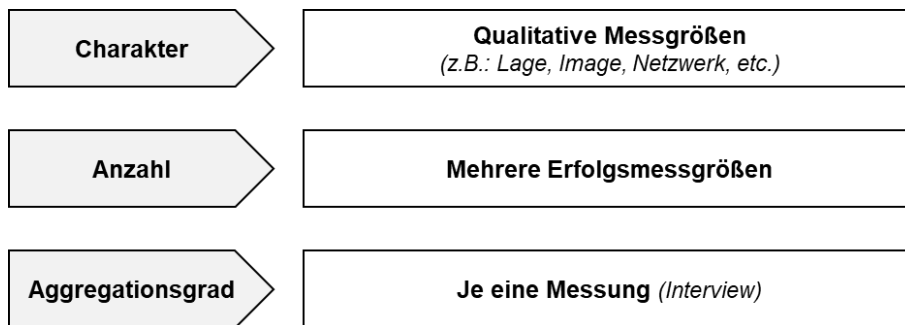 Charakter
Qualitative Messgrößen
(z.B.: Lage, Image, Netzwerk, etc.)
Anzahl
Mehrere Erfolgsmessgrößen
Aggregationsgrad
Je eine Messung (Interview)